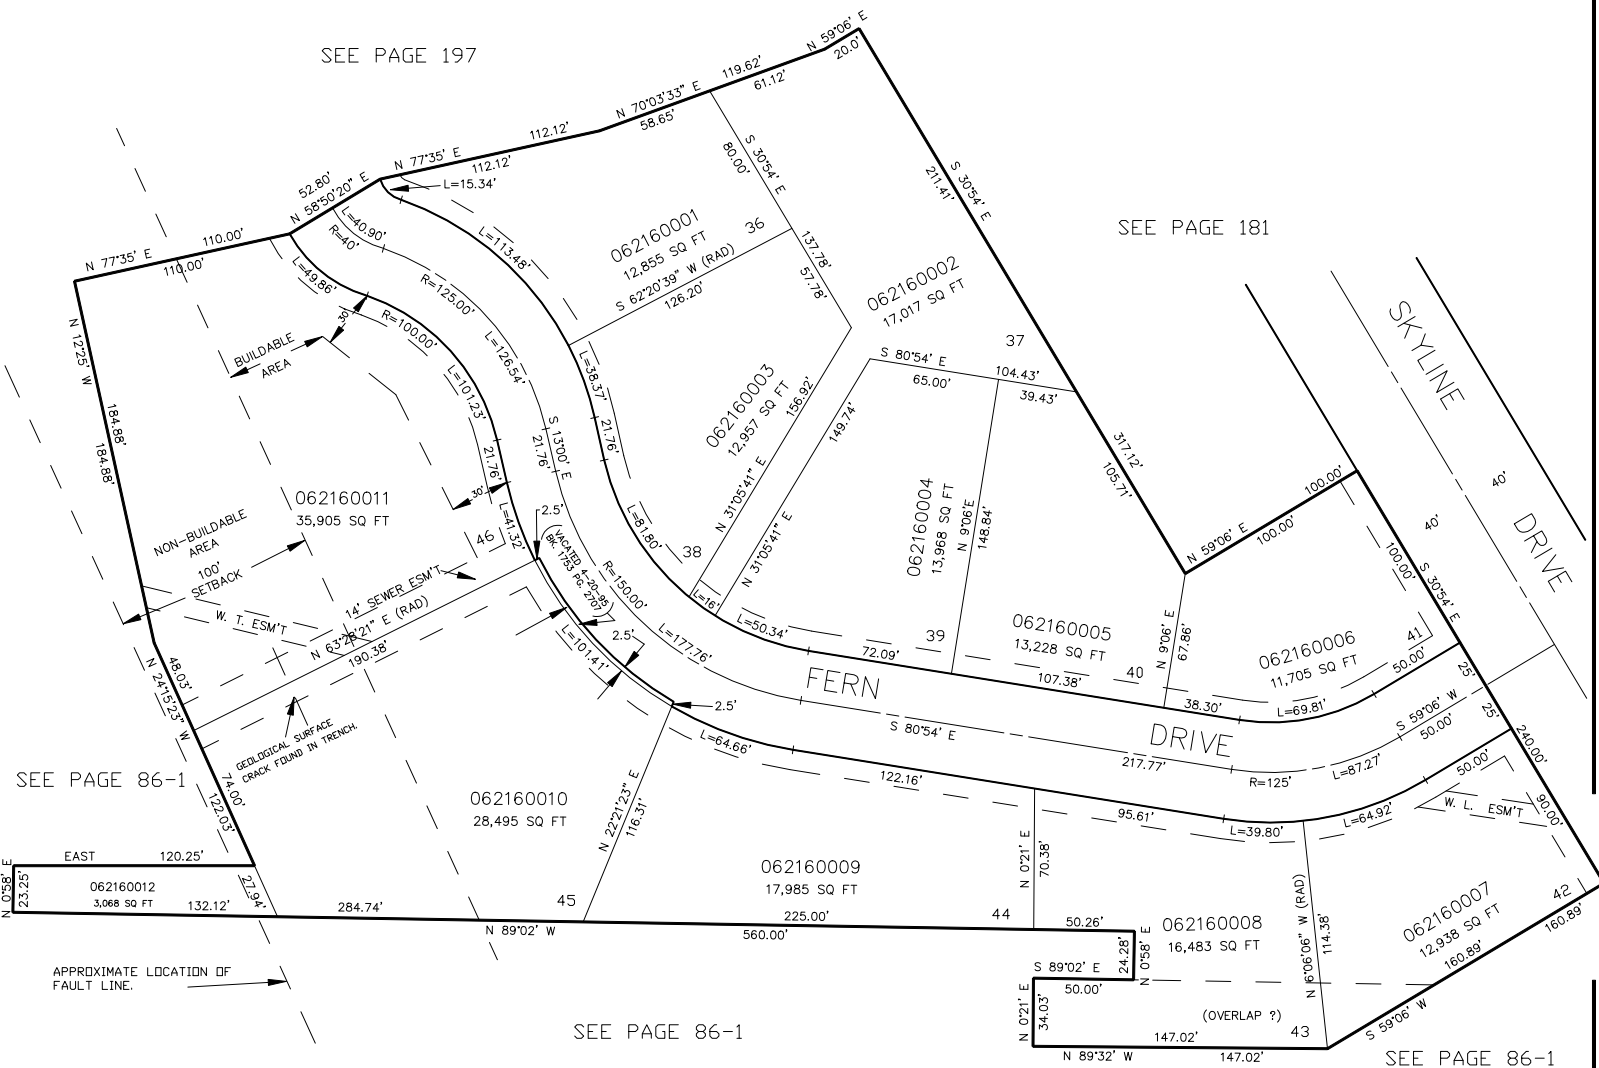 SEE PAGE 197
N 59°06' E
20.0'
119.62'
61.12'
N 70°03'33" E
58.65'
112.12'
N 77°35' E
112.12'
L=15.34'
52.80'
N 58°50'20" E
110.00'
N 77°35' E
110.00'
L=40.90'
R=40'
L=49.86'
L=113.48'
S 30°54' E
80.00'
S 30°54' E
211.41'
SEE PAGE 181
062160001
12,855 SQ FT
36
S 62°20'39" W (RAD)
126.20'
137.78'
57.78'
062160002
17,017 SQ FT
37
SKYLINE
DRIVE
40'
40'
N 12°25' W
184.88'
184.88'
BUILDABLE
AREA
30'
R=125.00'
R=100.00'
L=126.54'
L=101.23'
L=38.37'
21.76'
S 13°00' E
21.76'
21.76'
S 80°54' E
104.43'
65.00'
39.43'
062160003
12,957 SQ FT
156.92'
149.74'
N 31°05'41" E
N 31°05'41" E
38
062160004
13,968 SQ FT
N 9°06'E
148.84'
39
317.12'
105.71'
N 59°06' E
100.00'
100.00'
100.00'
S 30°54' E
062160011
35,905 SQ FT
30'
46
L=41.32'
2.5'
VACATED 4-20-95
BK. 1753 PG. 2707
L=81.80'
R=150.00'
NON-BUILDABLE
AREA
100'
SETBACK
W. T. ESM'T
14' SEWER ESM'T
N 63°28'21" E (RAD)
190.38'
2.5'
L=101.41'
L=177.76'
L=16'
L=50.34'
72.09'
062160005
13,228 SQ FT
40
N 9°06' E
67.86'
107.38'
062160006
11,705 SQ FT
41
50.00'
38.30'
L=69.81'
25'
25'
S 59°06' W
50.00'
48.03'
N 24°15'23" W
74.00'
122.03'
GEOLOGICAL SURFACE
CRACK FOUND IN TRENCH.
2.5'
L=64.66'
FERN
DRIVE
S 80°54' E
217.77'
R=125'
L=87.27'
50.00'
240.00'
90.00'
122.16'
95.61'
L=39.80'
L=64.92'
W. L. ESM'T
SEE PAGE 86-1
062160010
28,495 SQ FT
45
N 22°21'23" E
116.31'
062160009
17,985 SQ FT
44
N 0°21' E
70.38'
EAST
120.25'
N 0°58' E
23.25'
062160012
3,068 SQ FT
132.12'
27.94'
284.74'
N 89°02' W
225.00'
560.00'
50.26'
062160008
16,483 SQ FT
24.28'
N 0°58' E
N 6°06'06" W (RAD)
114.38'
062160007
12,938 SQ FT
42
160.89'
160.89'
S 59°06' W
S 89°02' E
50.00'
N 0°21' E
34.03'
(OVERLAP ?)
43
147.02'
N 89°32' W
147.02'
APPROXIMATE LOCATION OF
FAULT LINE.
SEE PAGE 86-1
SEE PAGE 86-1